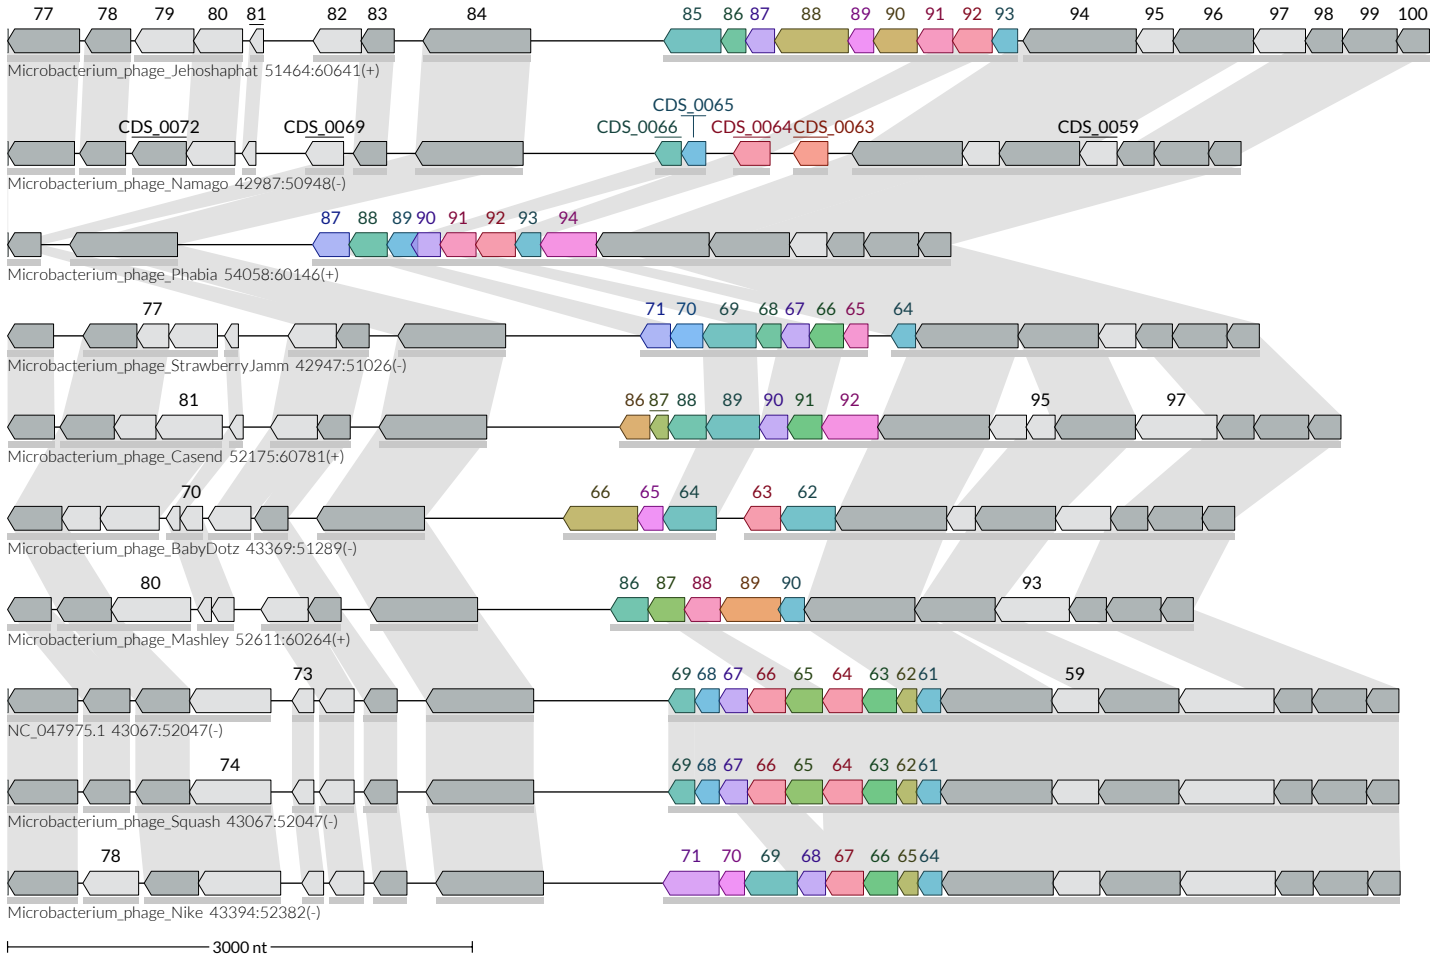 77 78 79 80 81 82 83 84 85 86 87 88 89 90 91 92 93 94 95 96 97 98 99 100
Microbacterium_phage_Jehoshaphat 51464:60641(+)
CDS_0065
CDS_0072 CDS_0069 CDS_0066 CDS_0064 CDS_0063 CDS_0059
Microbacterium_phage_Namago 42987:50948(-)
87 88 89 90 91 92 93 94
Microbacterium_phage_Phabia 54058:60146(+)
77 71 70 69 68 67 66 65 64
Microbacterium_phage_StrawberryJamm 42947:51026(-)
81 86 87 88 89 90 91 92 95 97
Microbacterium_phage_Casend 52175:60781(+)
70 66 65 64 63 62
Microbacterium_phage_BabyDotz 43369:51289(-)
80 86 87 88 89 90 93
Microbacterium_phage_Mashley 52611:60264(+)
73 69 68 67 66 65 64 63 62 61 59
NC_047975.1 43067:52047(-)
74 69 68 67 66 65 64 63 62 61
Microbacterium_phage_Squash 43067:52047(-)
78 71 70 69 68 67 66 65 64
Microbacterium_phage_Nike 43394:52382(-)
3000 nt